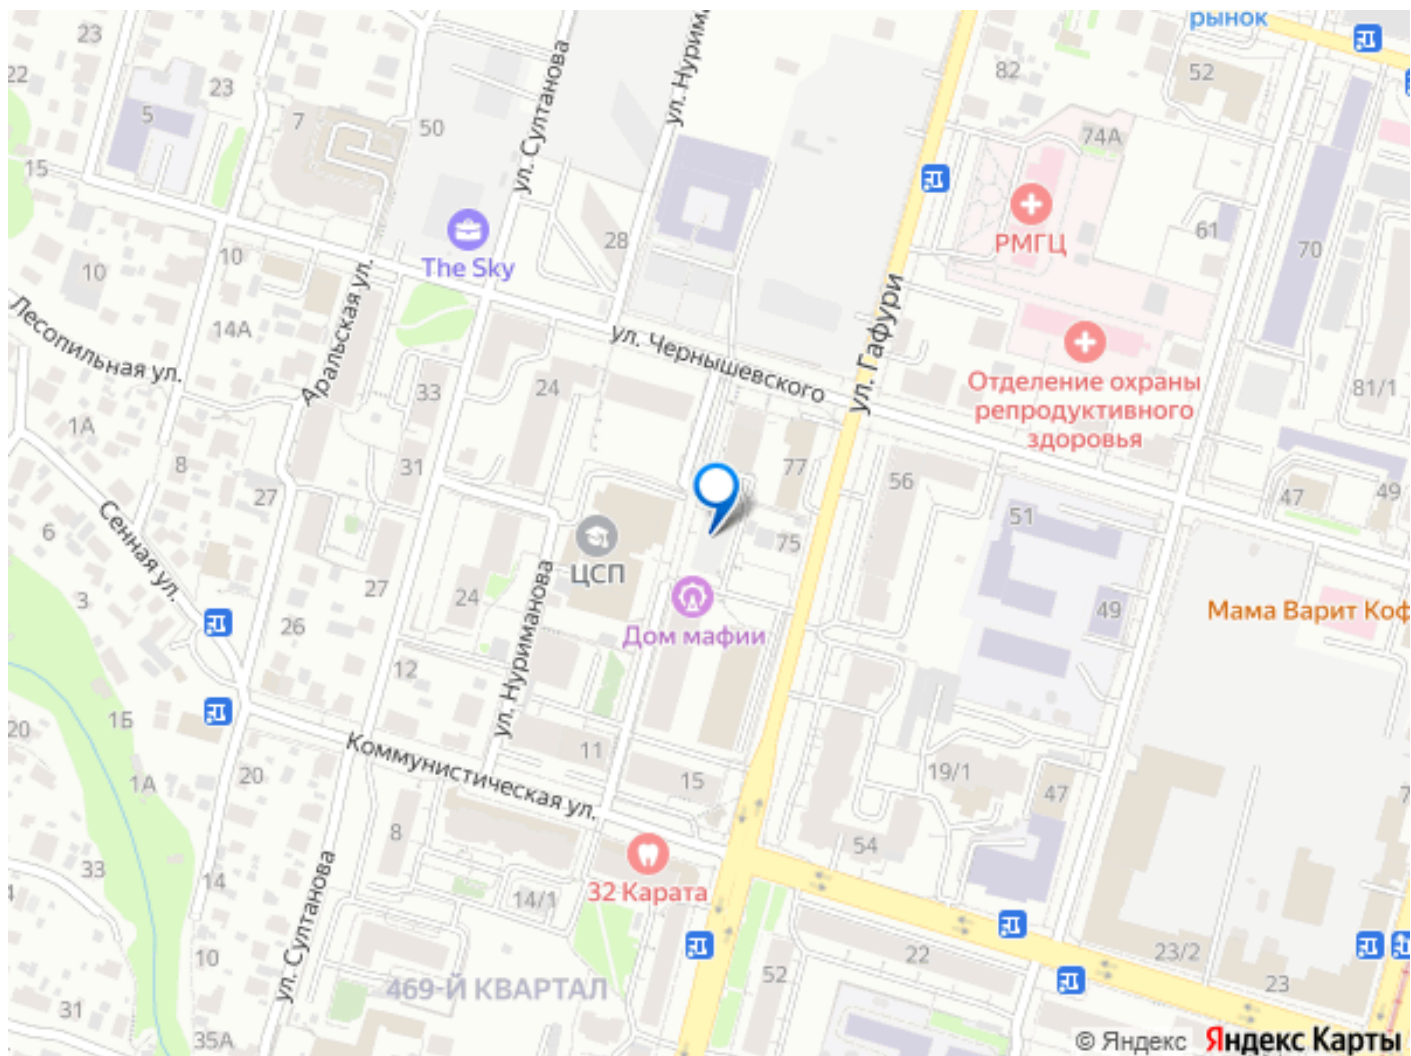 рынок
23
22
23
5
7
50
ул. Султанова
ул. Нурим
82
52
74А
15
28
РМГЦ
61
70
The Sky
10
10
14А
Лесопильная ул.
Аральская ул.
ул. Чернышевского
ул. Гафури
Отделение охраны
репродуктивного
здоровья
81/1
33
24
1А
8
31
27
77
56
47
49
51
6
Сенная ул.
ЦСП
75
3
27
24
26
49
ул. Нуриманова
Дом мафии
Мама Варит Коф
12
15
20
1А
20
11
15
Коммунистическая ул.
19/1
47
8
54
33
14
32 Карата
14/1
ул. Султанова
10
22
23/2
23
52
469-Й КВАРТАЛ
31
35А
© Яндекс Яндекс Карты